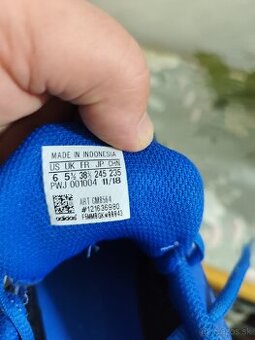 MADE IN INDONESIA
US UK FR JP CHN
6 5½ 38⅔ 245 235
PWJ 001004 11/18
ART CM8564
#121636980
adidas